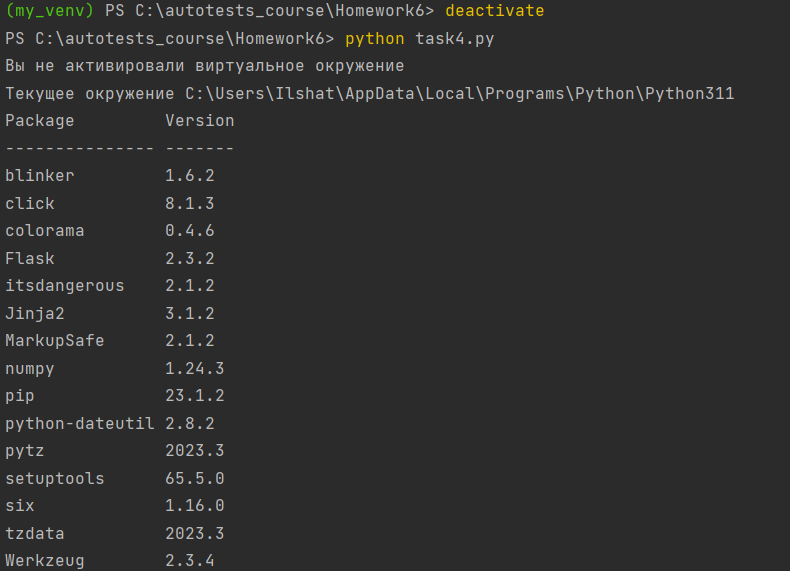 (my_venv) PS C:\autotests_course\Homework6> deactivate
PS C:\autotests_course\Homework6> python task4.py
Вы не активировали виртуальное окружение
Текущее окружение C:\Users\Ilshat\AppData\Local\Programs\Python\Python311
Package         Version
--------------- -------
blinker         1.6.2
click           8.1.3
colorama        0.4.6
Flask           2.3.2
itsdangerous    2.1.2
Jinja2          3.1.2
MarkupSafe      2.1.2
numpy           1.24.3
pip             23.1.2
python-dateutil 2.8.2
pytz            2023.3
setuptools      65.5.0
six             1.16.0
tzdata          2023.3
Werkzeug        2.3.4